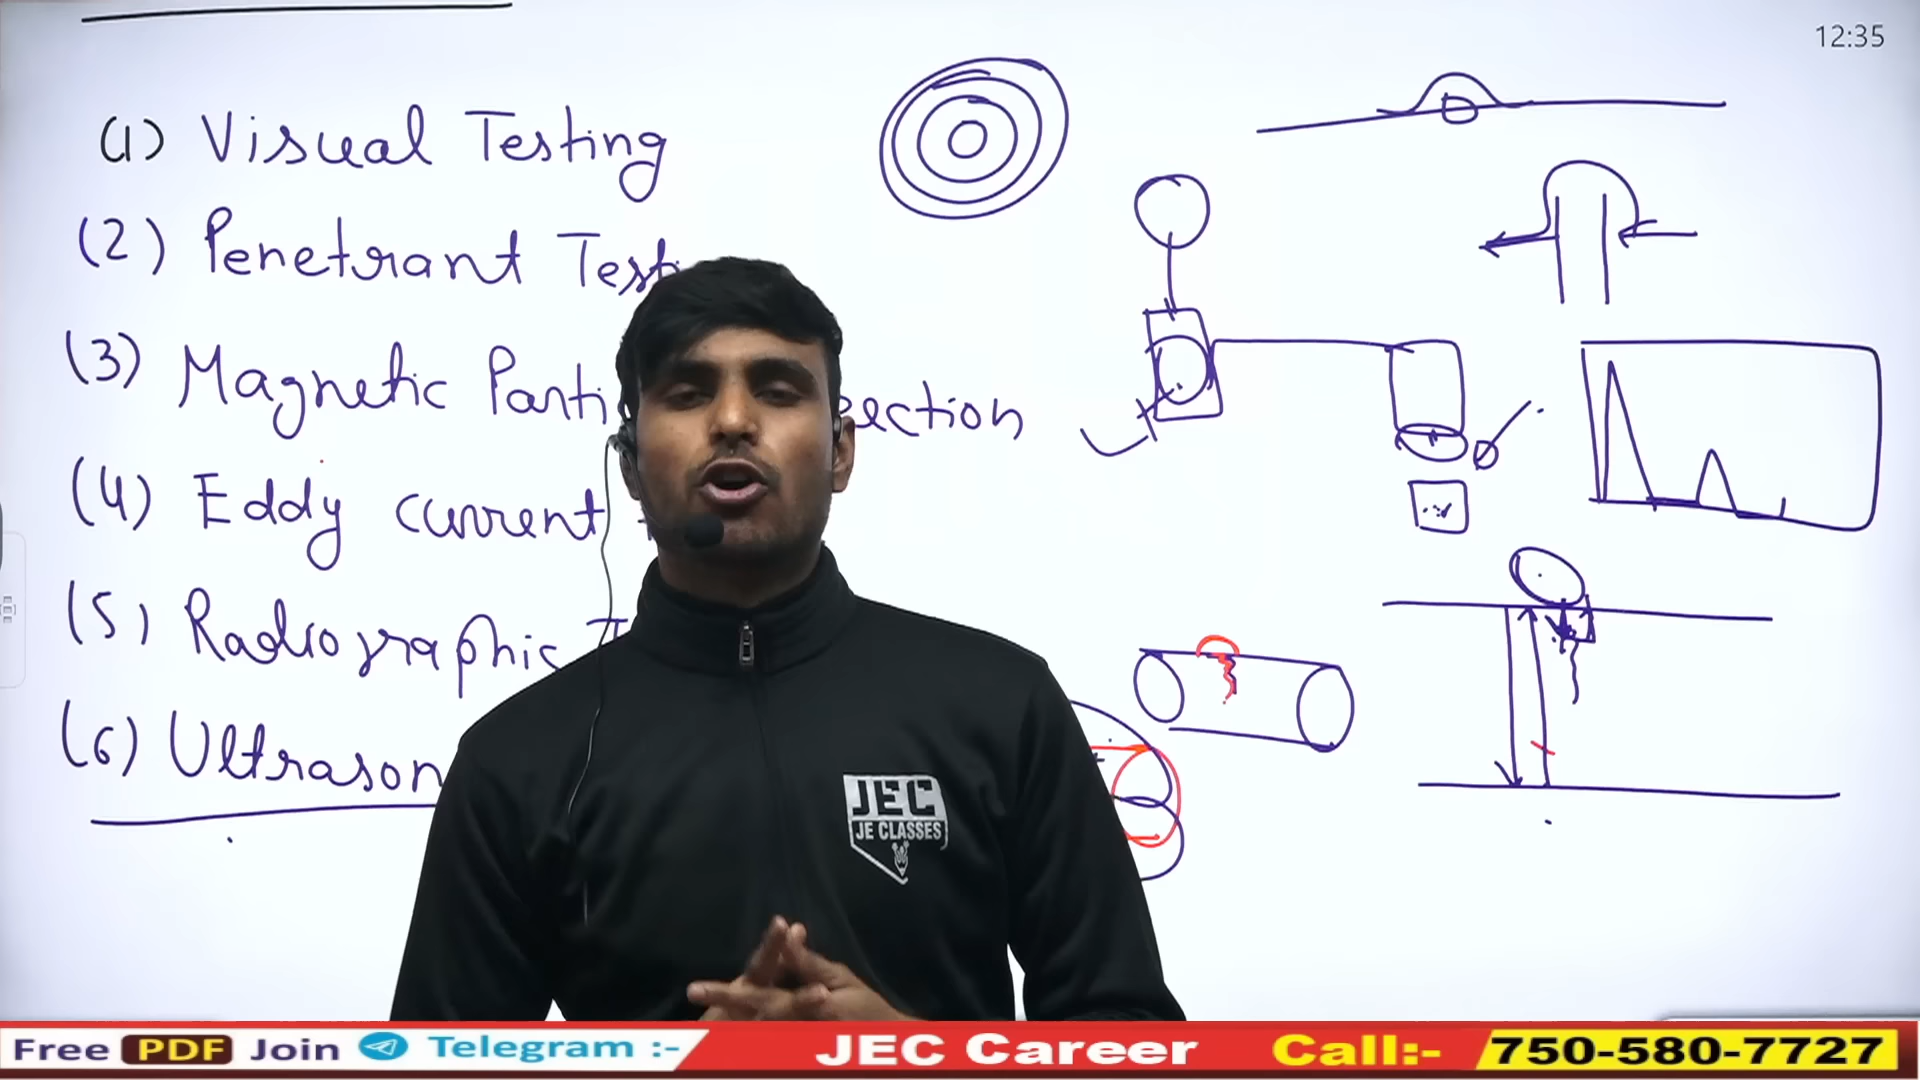 12:35
(1) Visual Testing
(2) Penetrant Testi
(3) Magnetic Parti ection
(4) Eddy current
(5) Radiographic T
(6) Ultrason
JEC
JE CLASSES
Free PDF Join Telegram :- JEC Career Call:- 750-580-7727